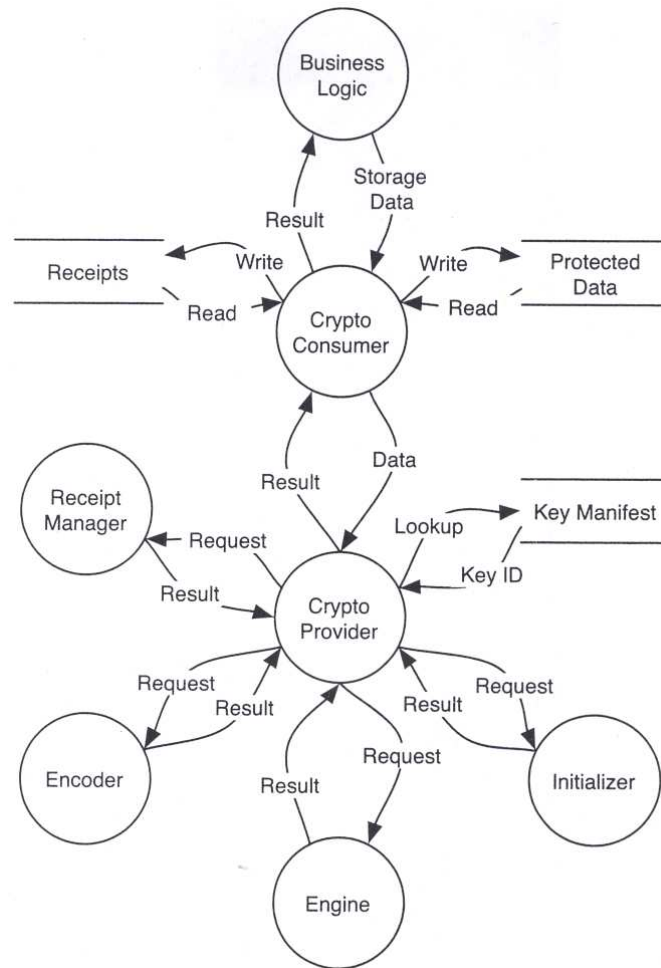 Business
Logic
Storage
Data
Result
Receipts
Write
Read
Write
Read
Protected
Data
Crypto
Consumer
Result
Data
Receipt
Manager
Request
Result
Lookup
Key ID
Key Manifest
Crypto
Provider
Request
Result
Result
Request
Encoder
Result
Request
Initializer
Engine